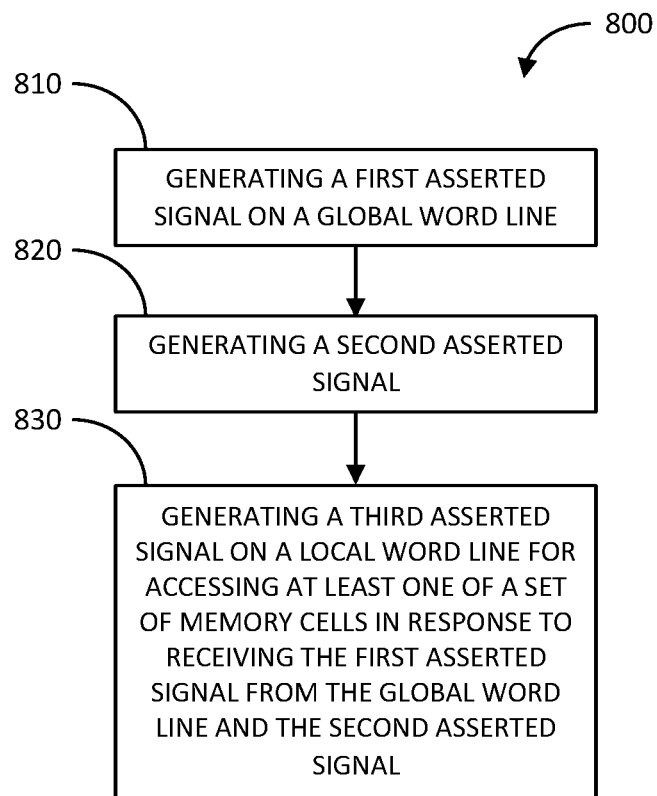 800
810
GENERATING A FIRST ASSERTED
SIGNAL ON A GLOBAL WORD LINE
820
GENERATING A SECOND ASSERTED
SIGNAL
830
GENERATING A THIRD ASSERTED
SIGNAL ON A LOCAL WORD LINE FOR
ACCESSING AT LEAST ONE OF A SET
OF MEMORY CELLS IN RESPONSE TO
RECEIVING THE FIRST ASSERTED
SIGNAL FROM THE GLOBAL WORD
LINE AND THE SECOND ASSERTED
SIGNAL